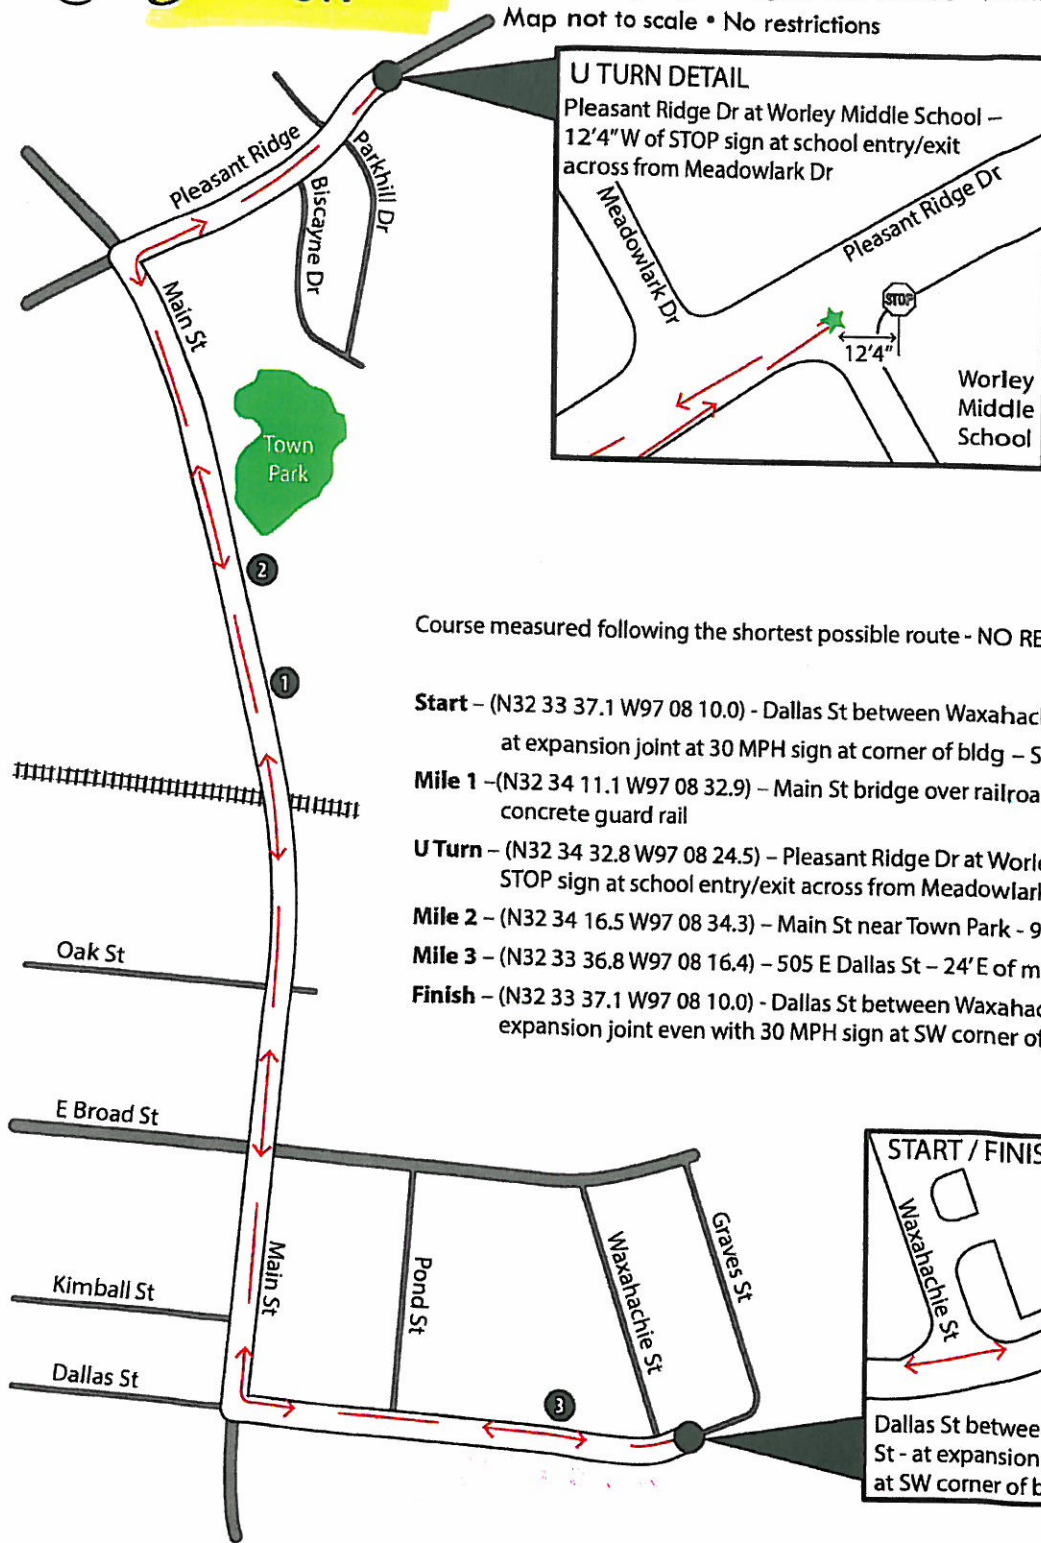 Map not to scale • No restrictions
U TURN DETAIL
Pleasant Ridge Dr at Worley Middle School –
12'4"W of STOP sign at school entry/exit
across from Meadowlark Dr
Meadowlark Dr
Pleasant Ridge Dr
STOP
12'4"
Worley
Middle
School
Pleasant Ridge
Parkhill Dr
Biscayne Dr
Main St
Town
Park
2
1
Course measured following the shortest possible route - NO RE
Start – (N32 33 37.1 W97 08 10.0) - Dallas St between Waxahac
at expansion joint at 30 MPH sign at corner of bldg – S
Mile 1 –(N32 34 11.1 W97 08 32.9) – Main St bridge over railroa
concrete guard rail
U Turn – (N32 34 32.8 W97 08 24.5) – Pleasant Ridge Dr at Worle
STOP sign at school entry/exit across from Meadowlar
Mile 2 – (N32 34 16.5 W97 08 34.3) – Main St near Town Park - 9
Mile 3 – (N32 33 36.8 W97 08 16.4) – 505 E Dallas St – 24' E of m
Finish – (N32 33 37.1 W97 08 10.0) - Dallas St between Waxahac
expansion joint even with 30 MPH sign at SW corner of
Oak St
E Broad St
Kimball St
Dallas St
Main St
Pond St
Waxahachie St
Graves St
3
START / FINIS
Waxahachie St
Dallas St betwee
St - at expansion
at SW corner of b